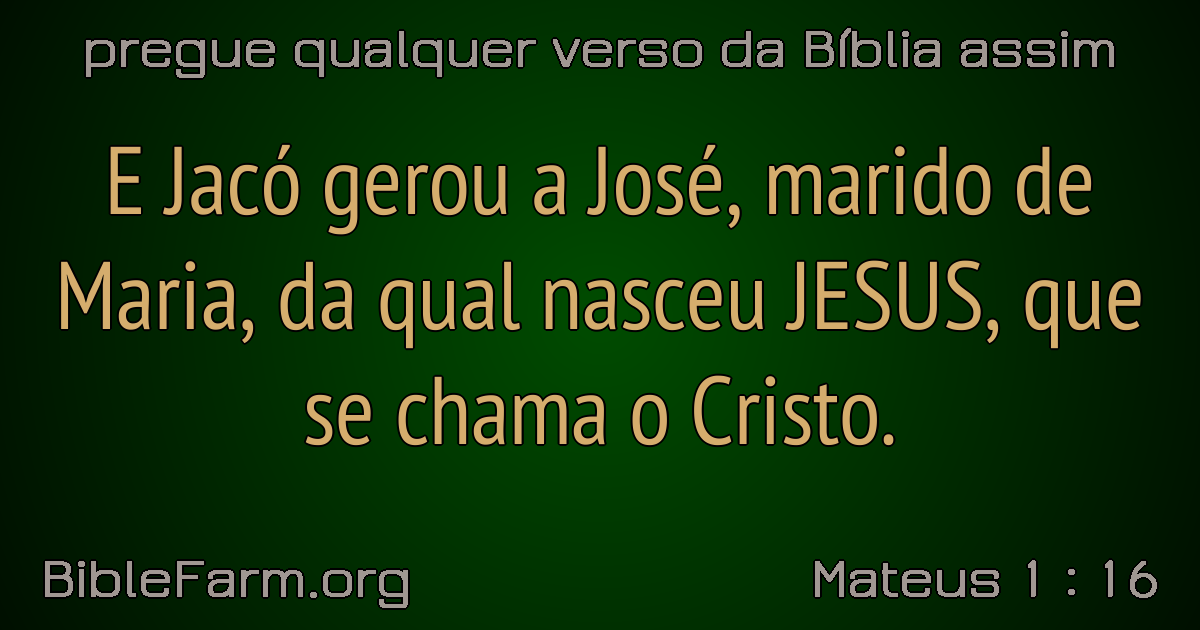 pregue qualquer verso da Bíblia assim
E Jacó gerou a José, marido de
Maria, da qual nasceu JESUS, que
se chama o Cristo.
BibleFarm.org
Mateus 1 : 16